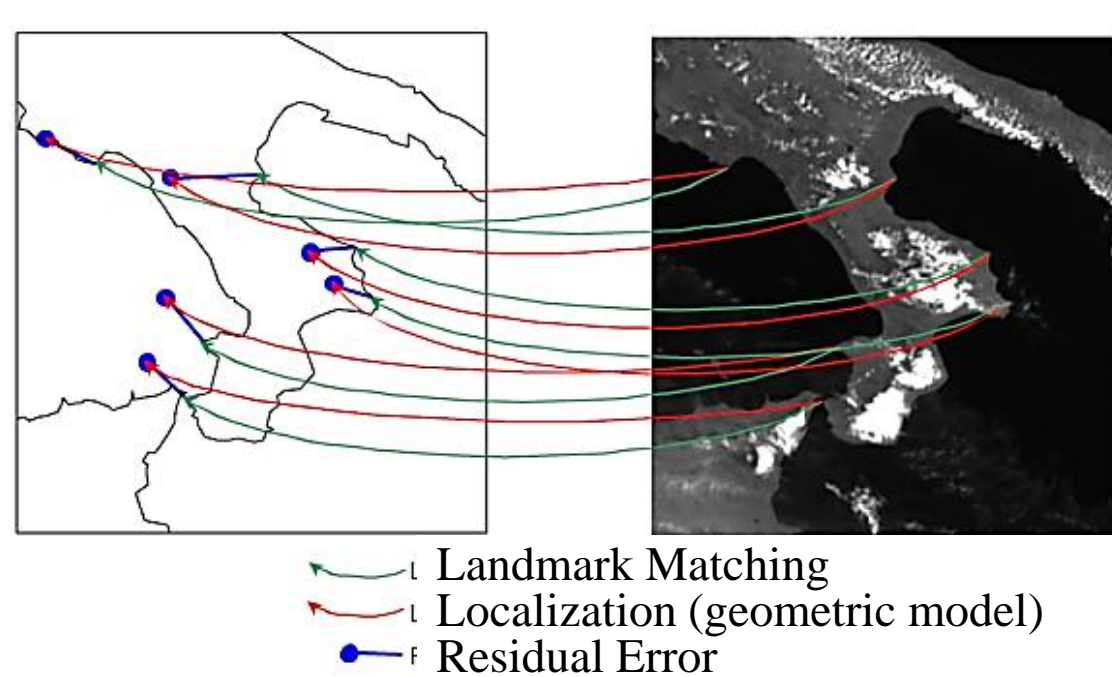 L Landmark Matching
L Localization (geometric model)
F Residual Error